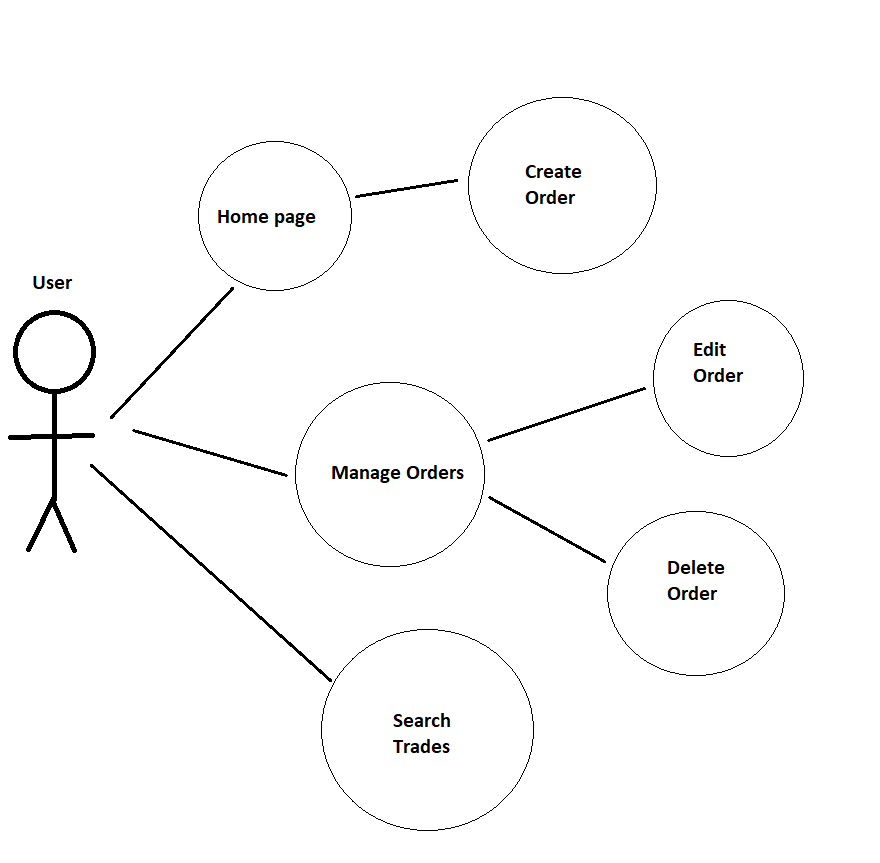 Create
Order
Home page
User
Edit
Order
Manage Orders
Delete
Order
Search
Trades